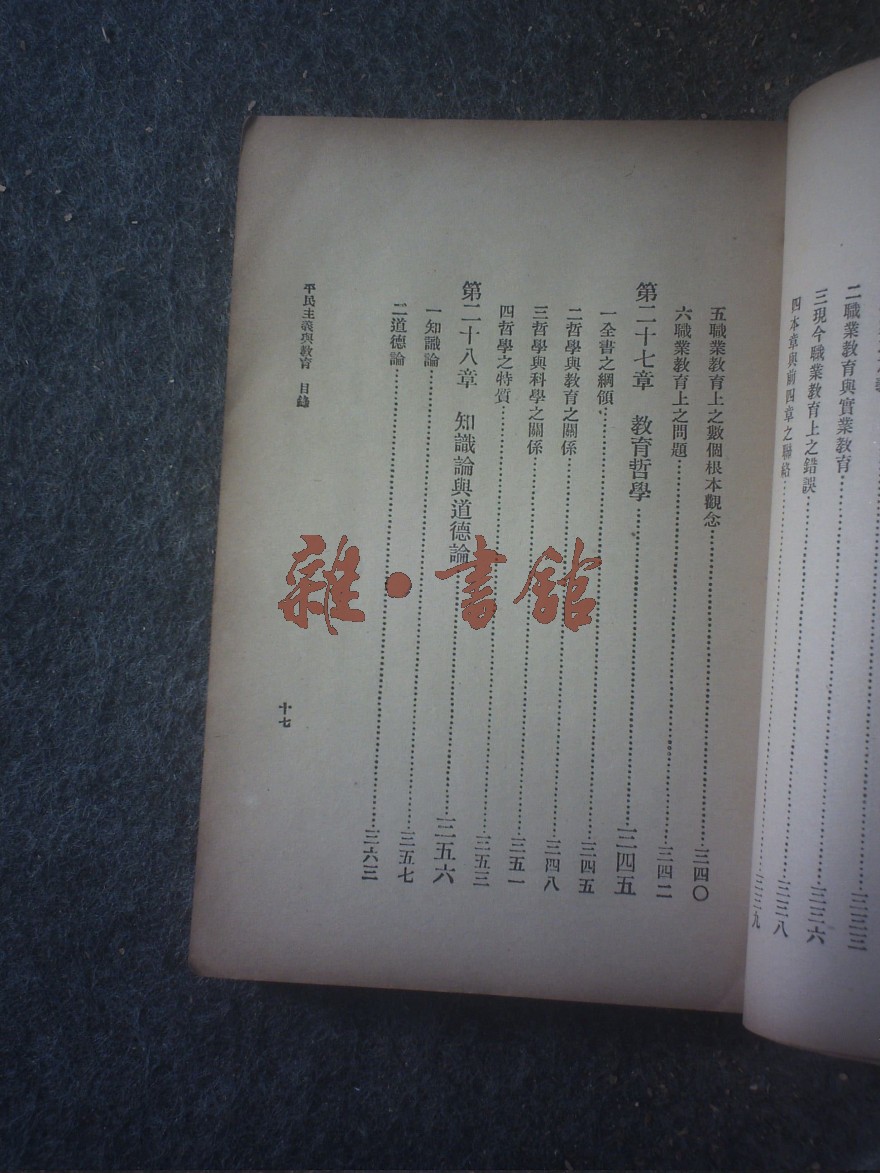 三三三
二職業教育與實業教育……三三六
三現今職業教育上之錯誤……三三八
四本章與前四章之聯絡……三三九
五職業教育上之數個根本觀念……三四〇
六職業教育上之問題……三四二
第二十七章　教育哲學……三四五
一全書之綱領……三四五
二哲學與教育之關係……三四八
三哲學與科學之關係……三五一
四哲學之特質……三五三
第二十八章　知識論與道德論……三五六
一知識論……三五七
二道德論……三六三
平民主義與教育　目錄
十七
雜·書館